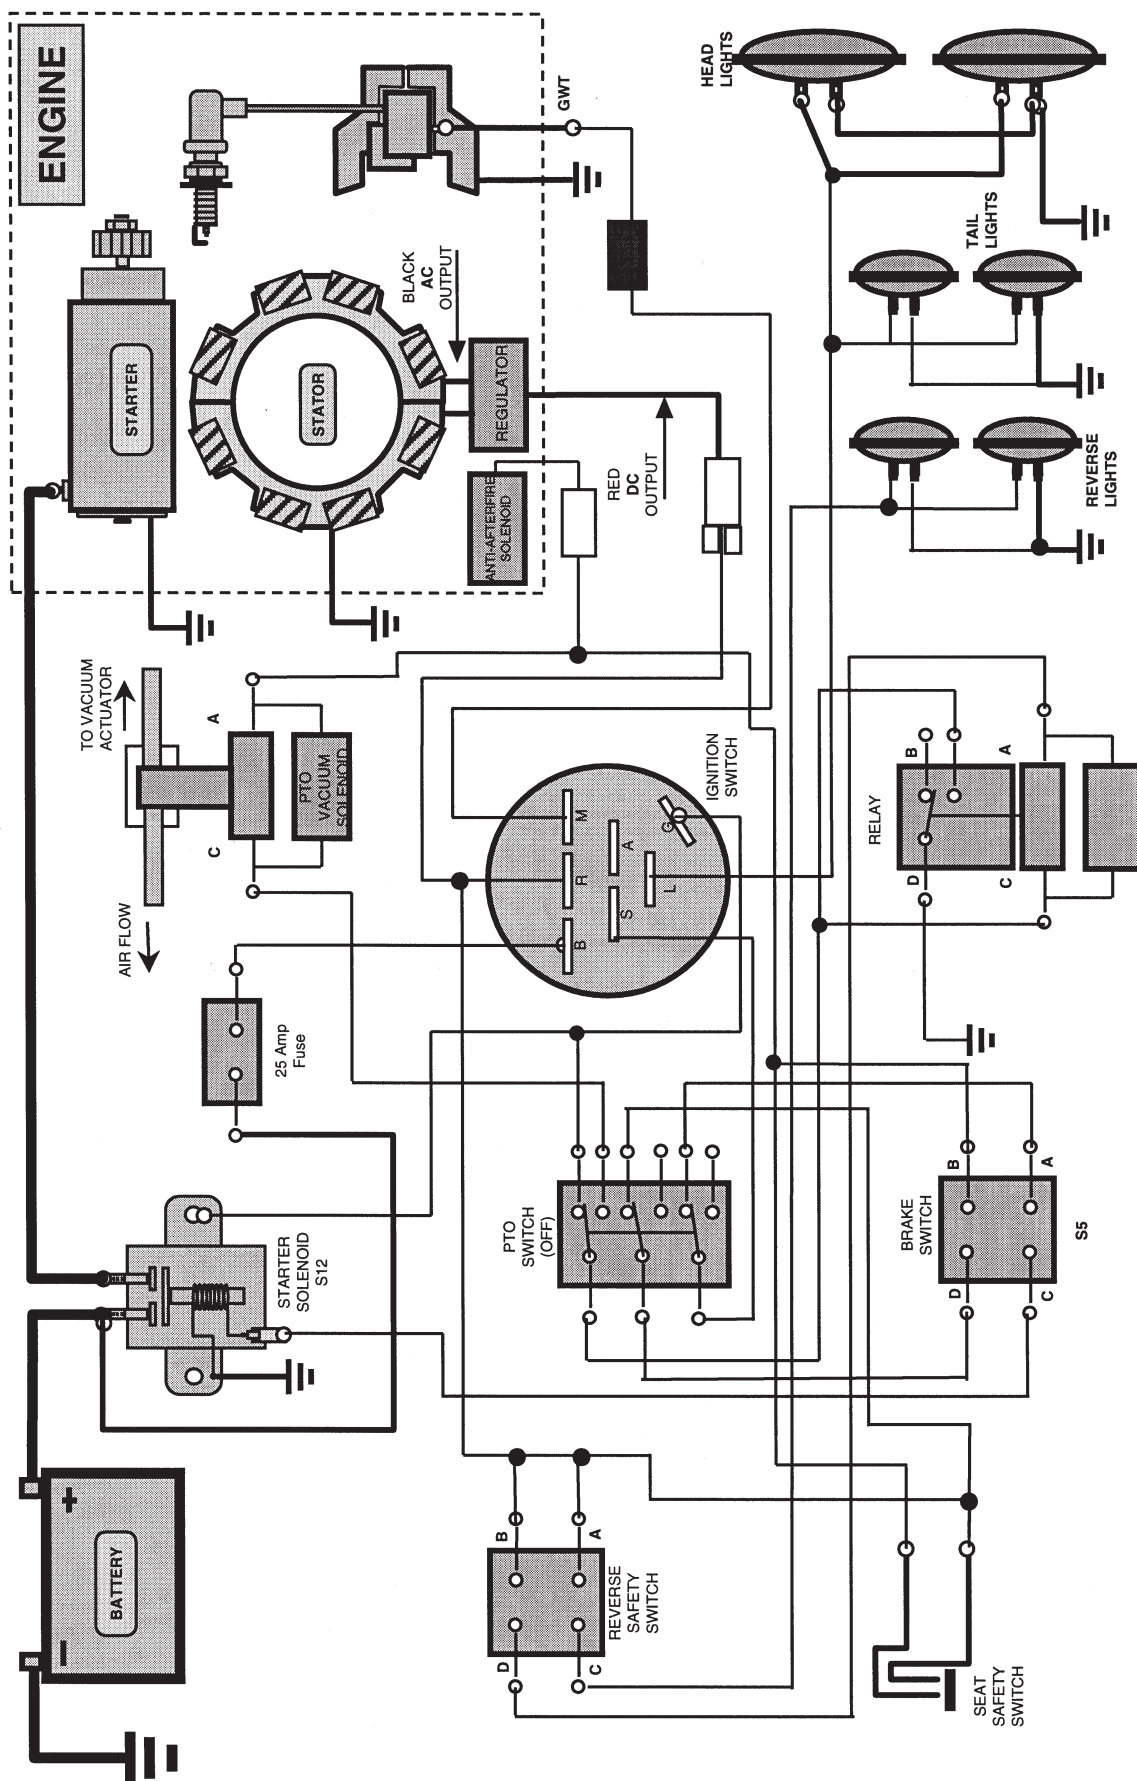 ENGINE
GWT
HEAD
LIGHTS
TAIL
LIGHTS
REVERSE
LIGHTS
STARTER
STATOR
BLACK
AC
OUTPUT
REGULATOR
ANTI-AFTERFIRE
SOLENOID
RED
DC
OUTPUT
TO VACUUM
ACTUATOR
A
C
PTO
VACUUM
SOLENOID
AIR FLOW
IGNITION
SWITCH
M
R
B
A
S
L
G
RELAY
B
A
D
C
25 Amp
Fuse
STARTER
SOLENOID
S12
PTO
SWITCH
(OFF)
BRAKE
SWITCH
B
A
D
C
S5
BATTERY
+
–
REVERSE
SAFETY
SWITCH
B
A
D
C
SEAT
SAFETY
SWITCH